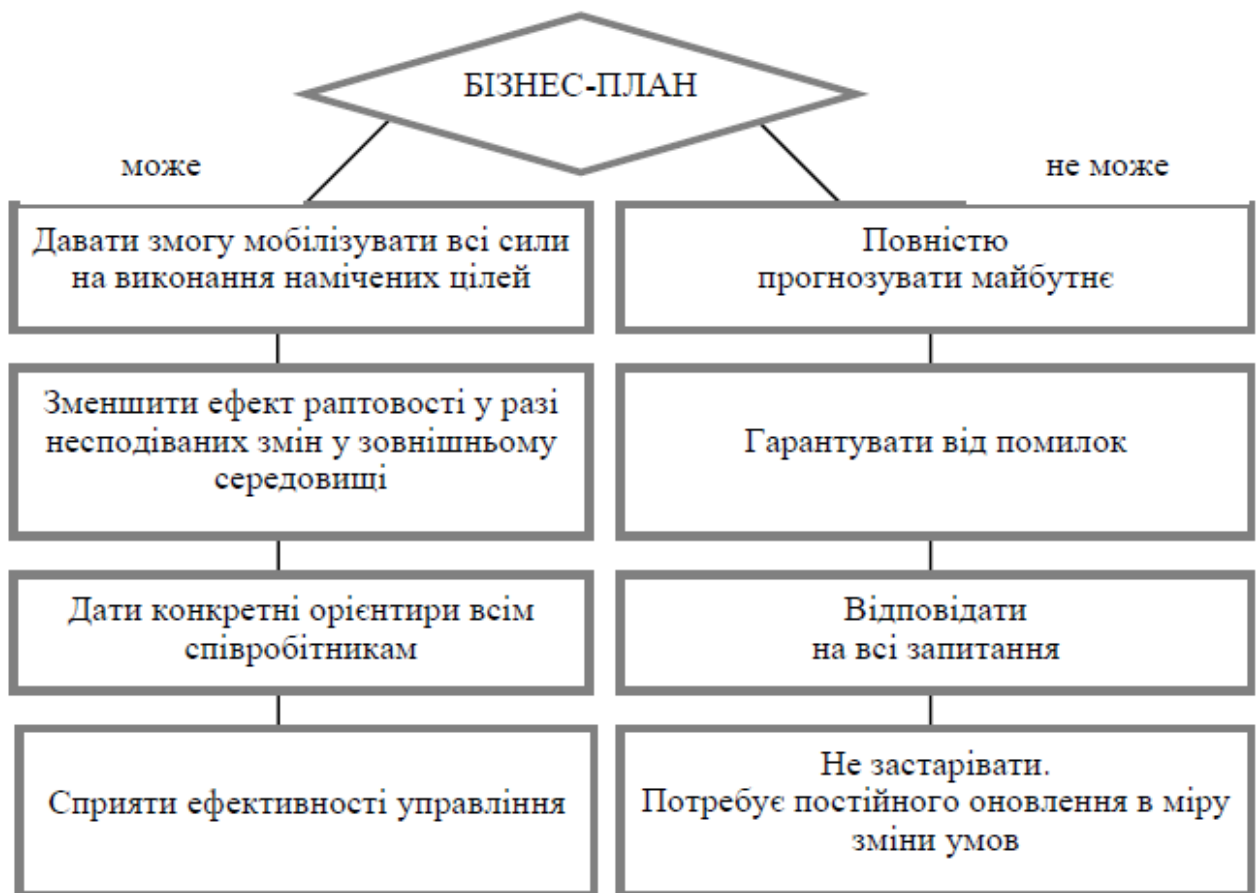 БІЗНЕС-ПЛАН
може
не може
Давати змогу мобілізувати всі сили
на виконання намічених цілей
Повністю
прогнозувати майбутнє
Зменшити ефект раптовості у разі
несподіваних змін у зовнішньому
середовищі
Гарантувати від помилок
Дати конкретні орієнтири всім
співробітникам
Відповідати
на всі запитання
Сприяти ефективності управління
Не застарівати.
Потребує постійного оновлення в міру
зміни умов